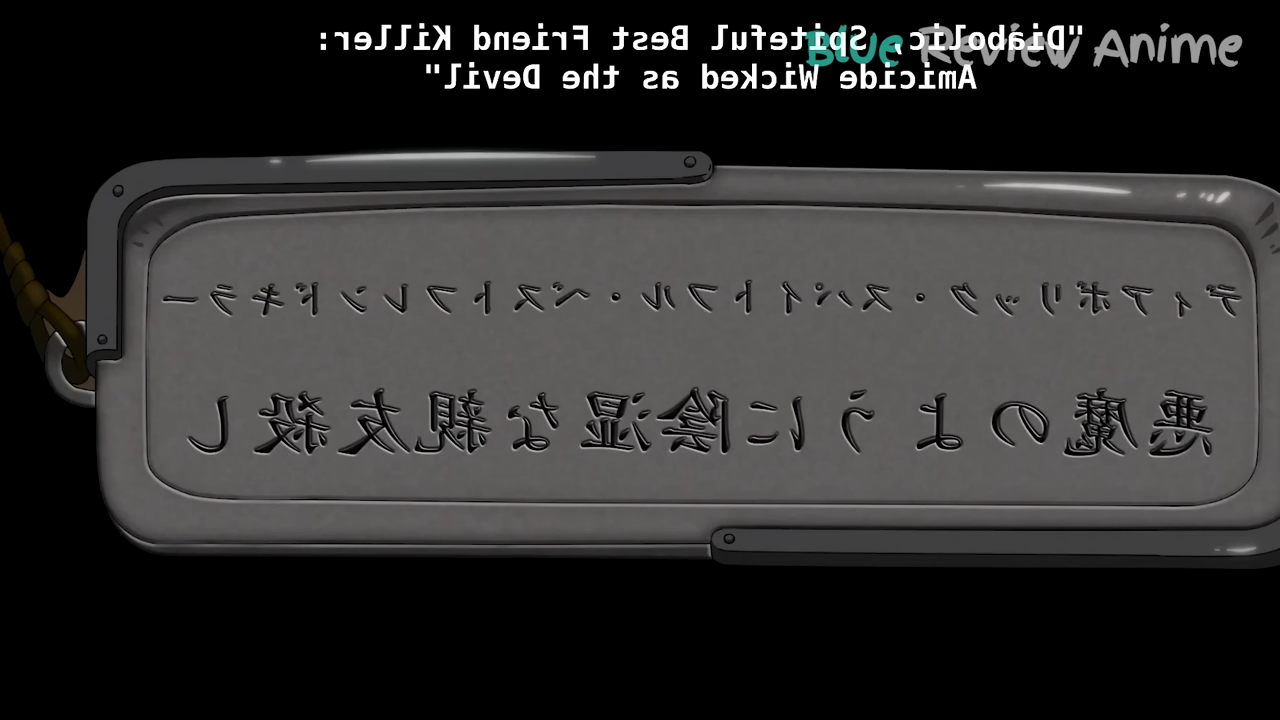 "Diabolic, Spiteful Best Friend Killer:
Amicide Wicked as the Devil"
Blue Review Anime
ディアボリック・スパイトフル・ベストフレンドキラー
悪魔のように陰湿な親友殺し